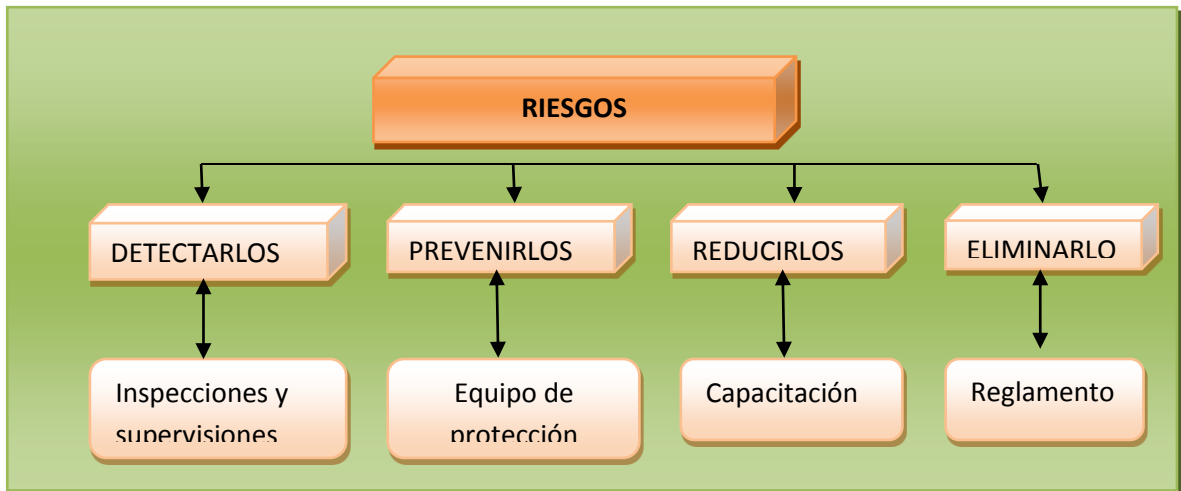 RIESGOS
DETECTARLOS
PREVENIRLOS
REDUCIRLOS
ELIMINARLO
Inspecciones y
supervisiones
Equipo de
protección
Capacitación
Reglamento